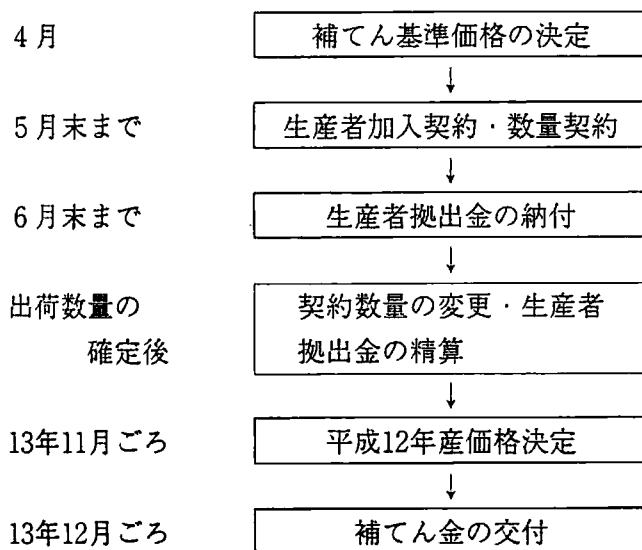 4月 補てん基準価格の決定
↓
5月末まで 生産者加入契約・数量契約
↓
6月末まで 生産者拠出金の納付
↓
出荷数量の 契約数量の変更・生産者
確定後 拠出金の精算
↓
13年11月ごろ 平成12年産価格決定
↓
13年12月ごろ 補てん金の交付